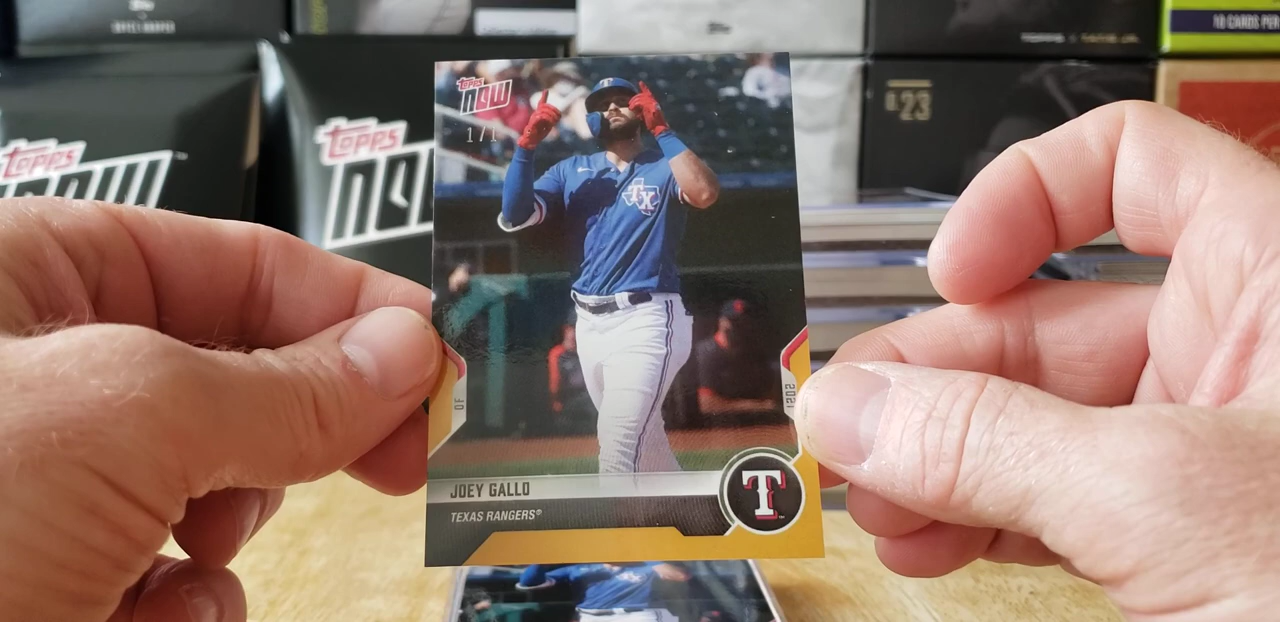 10 CARDS PER
23
TOPPS
NOW
TOPPS
NOW
TOPPS
NOW
1/1
TX
OF
2021
JOEY GALLO
TEXAS RANGERS®
T